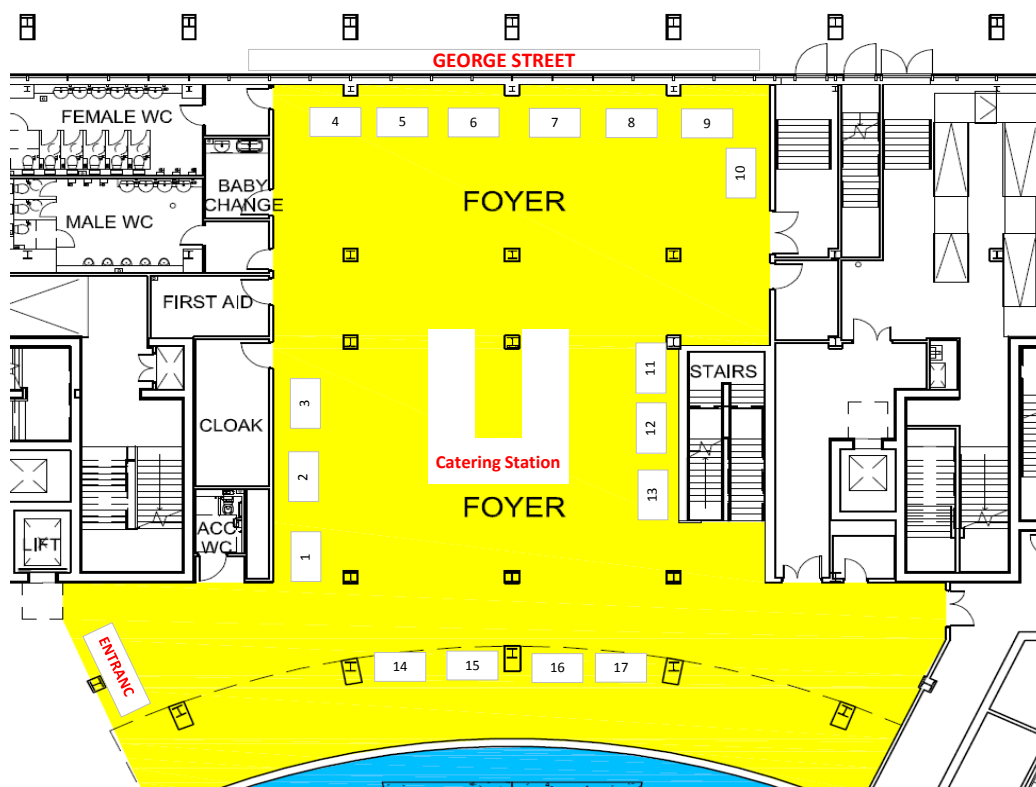 GEORGE STREET
FEMALE WC
4
5
6
7
8
9
BABY
CHANGE
10
FOYER
MALE WC
FIRST AID
11
STAIRS
3
CLOAK
12
Catering Station
2
13
FOYER
ACC
WC
LIFT
1
ENTRANC
14
15
16
17